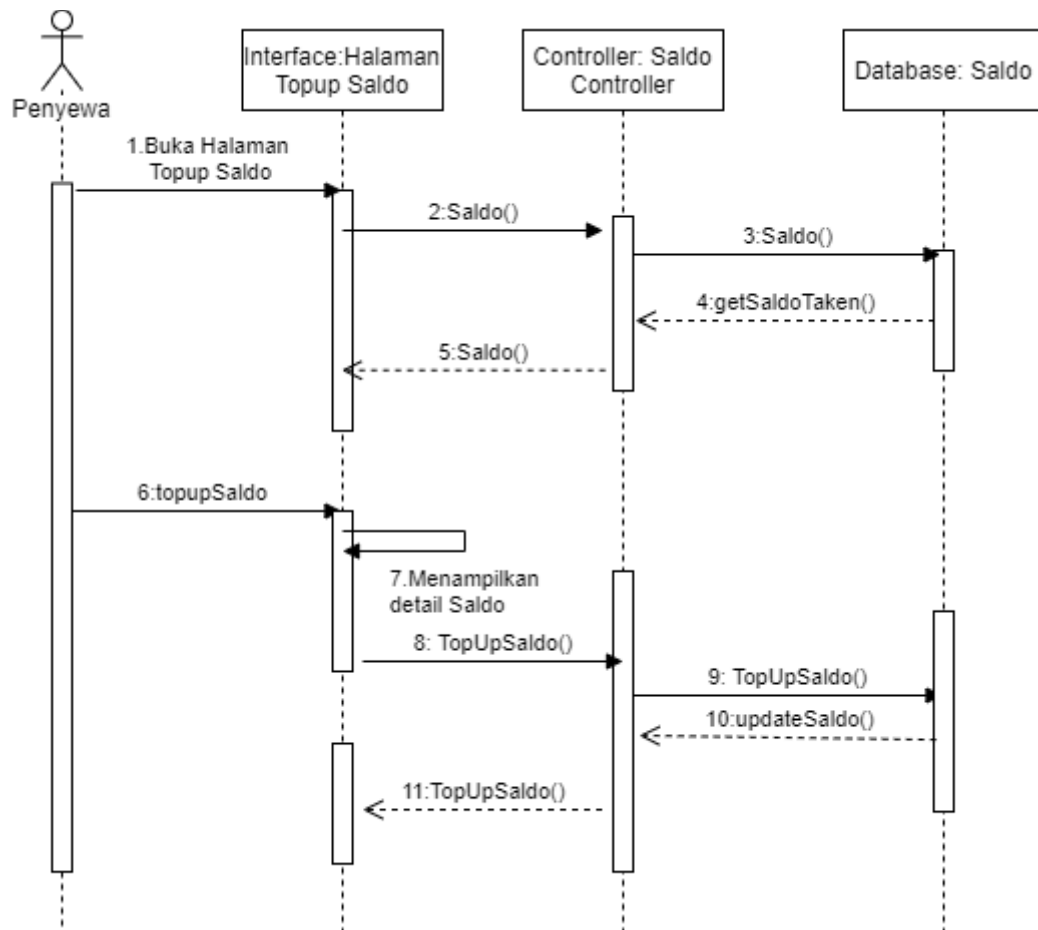 Penyewa
Interface:Halaman
Topup Saldo
Controller: Saldo
Controller
Database: Saldo
1.Buka Halaman
Topup Saldo
2:Saldo()
3:Saldo()
4:getSaldoTaken()
5:Saldo()
6:topupSaldo
7.Menampilkan
detail Saldo
8: TopUpSaldo()
9: TopUpSaldo()
10:updateSaldo()
11:TopUpSaldo()